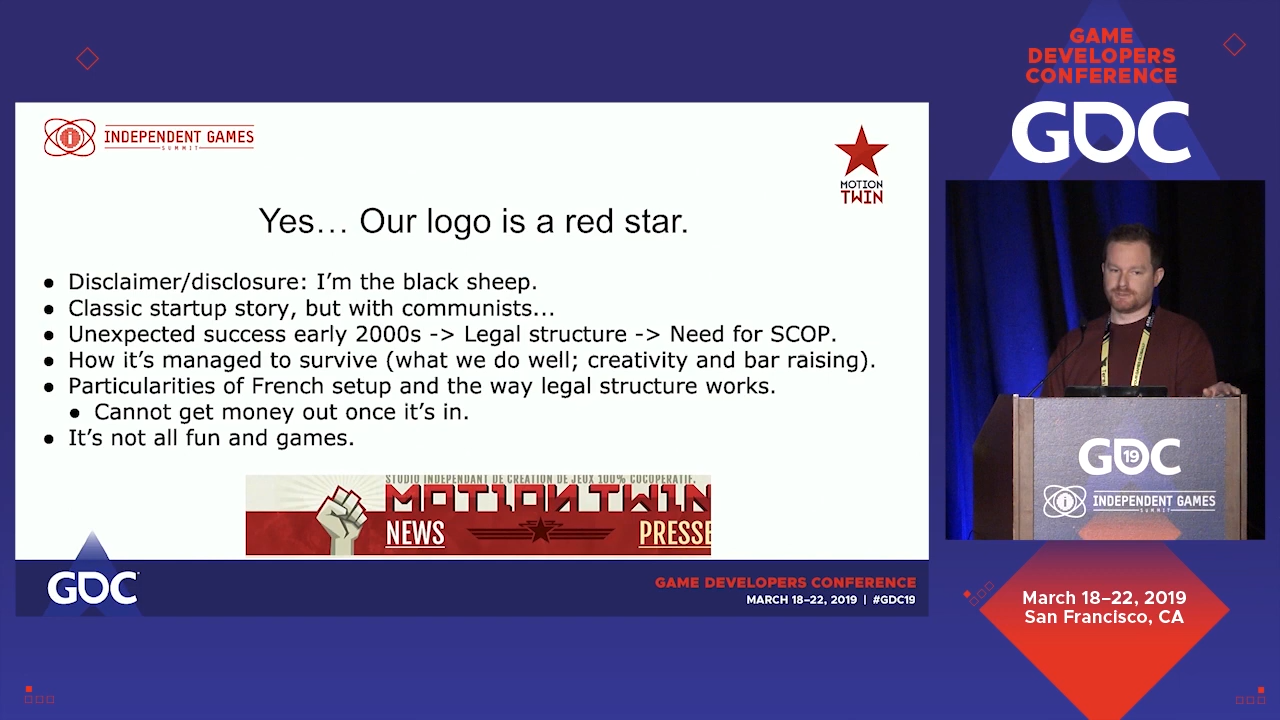 GAME
DEVELOPERS
CONFERENCE
GDC
INDEPENDENT GAMES
SUMMIT
MOTION
TWIN
Yes… Our logo is a red star.
● Disclaimer/disclosure: I’m the black sheep.
● Classic startup story, but with communists…
● Unexpected success early 2000s -> Legal structure -> Need for SCOP.
● How it’s managed to survive (what we do well; creativity and bar raising).
● Particularities of French setup and the way legal structure works.
● Cannot get money out once it’s in.
● It’s not all fun and games.
STUDIO INDEPENDANT DE CREATION DE JEUX 100% COCOPERATIF.
MOTION TWIN
NEWS
PRESSE
GDC
GAME DEVELOPERS CONFERENCE
MARCH 18–22, 2019 | #GDC19
GDC
19
INDEPENDENT GAMES
SUMMIT
March 18–22, 2019
San Francisco, CA